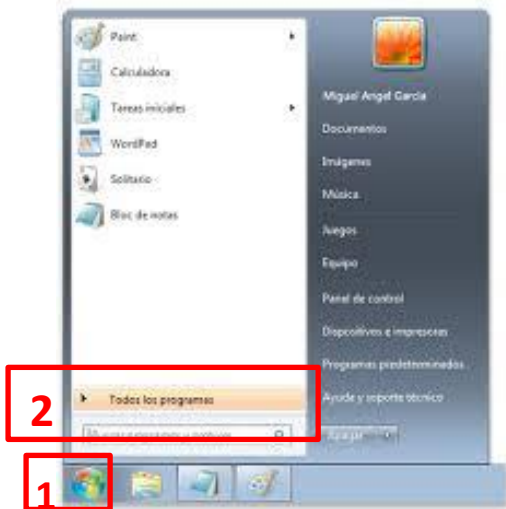 Paint
Calculadora
Tareas iniciales
WordPad
Solitario
Bloc de notas
Todos los programas
Miguel Angel Garcia
Documentos
Imágenes
Música
Juegos
Equipo
Panel de control
Dispositivos e impresoras
Programas predeterminados
Ayuda y soporte técnico
Apagar
2
1